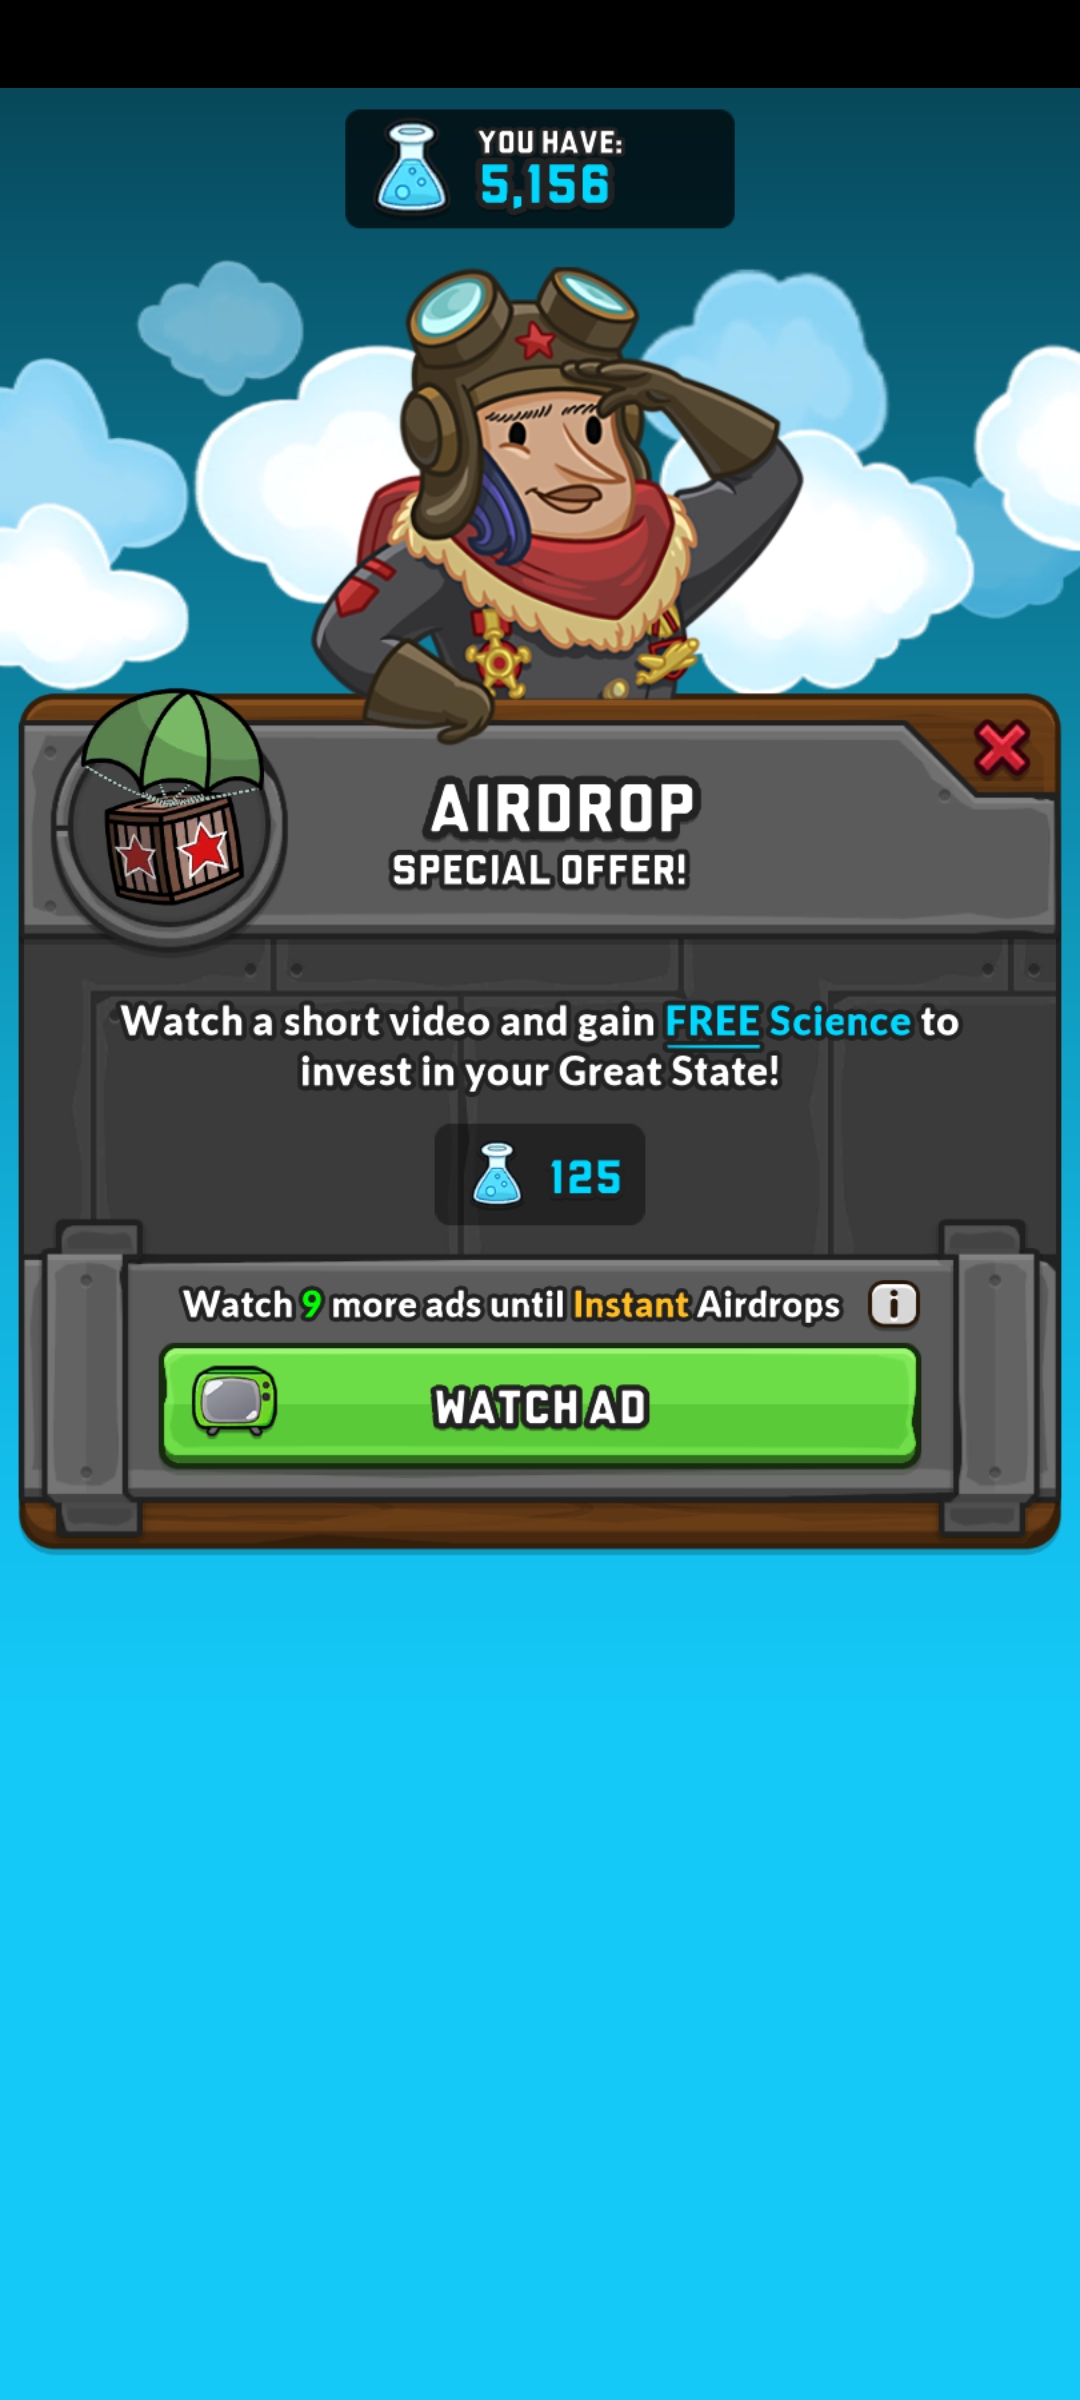 YOU HAVE:
5,156
AIRDROP
SPECIAL OFFER!
Watch a short video and gain FREE Science to
invest in your Great State!
125
Watch 9 more ads until Instant Airdrops
i
WATCH AD